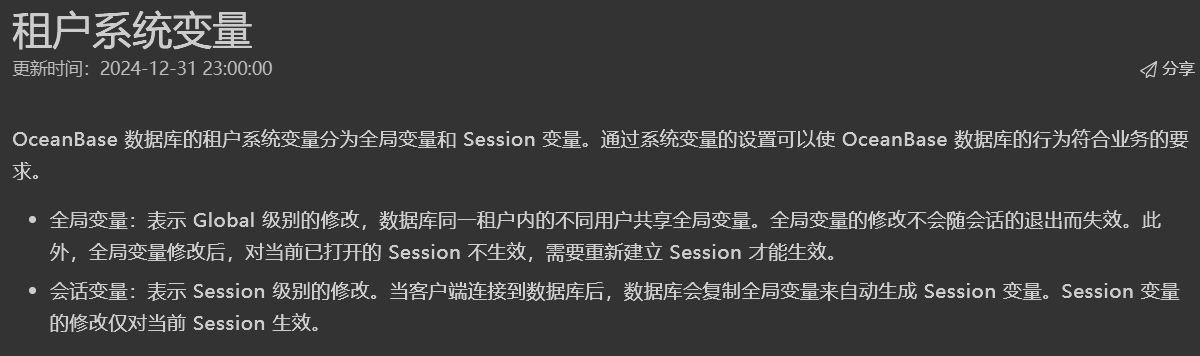 租户系统变量
更新时间：2024-12-31 23:00:00
分享
OceanBase 数据库的租户系统变量分为全局变量和 Session 变量。通过系统变量的设置可以使 OceanBase 数据库的行为符合业务的要
求。
• 全局变量：表示 Global 级别的修改，数据库同一租户内的不同用户共享全局变量。全局变量的修改不会随会话的退出而失效。此
外，全局变量修改后，对当前已打开的 Session 不生效，需要重新建立 Session 才能生效。
• 会话变量：表示 Session 级别的修改。当客户端连接到数据库后，数据库会复制全局变量来自动生成 Session 变量。Session 变量
的修改仅对当前 Session 生效。